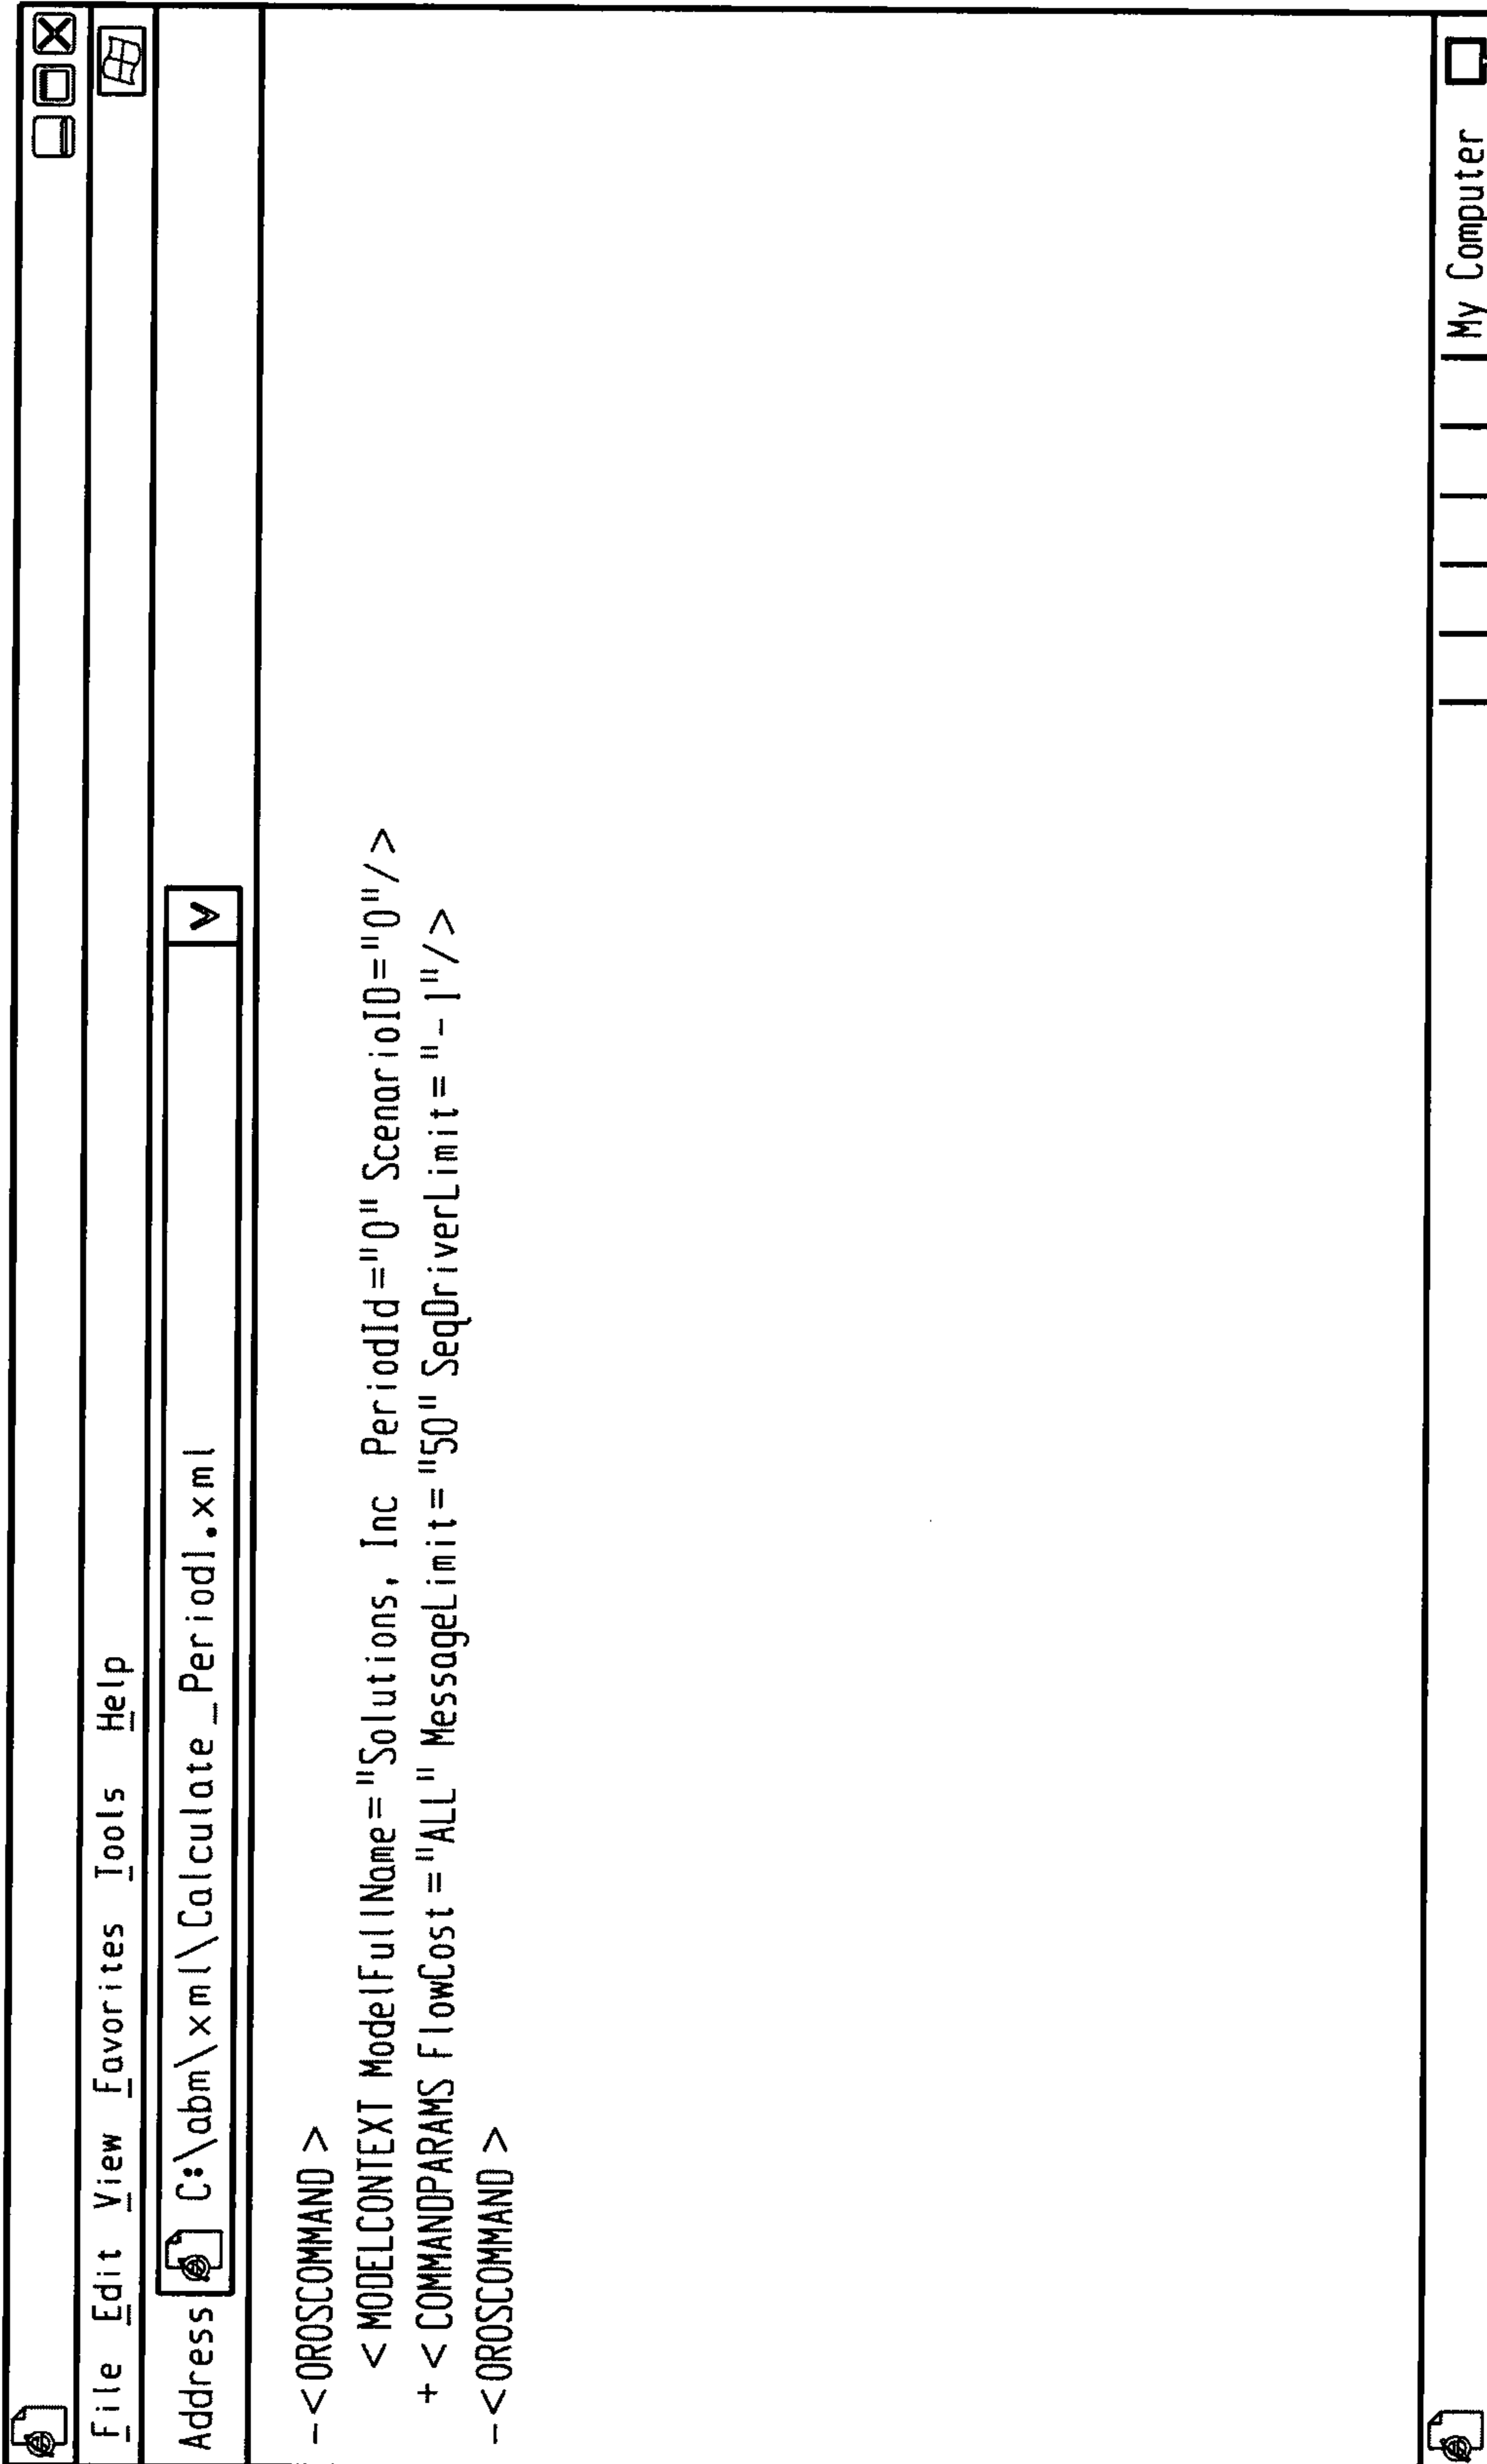 File Edit View Favorites Tools Help
Address C:\abm\xml\Calculate_Period1.xml
-<OROSCOMMAND>
<MODELCONTEXT ModelFullName="Solutions, Inc PeriodId="0" ScenarioID="0"/>
+<COMMANDPARAMS FlowCost="ALL" MessageLimit="50" SeqDriverLimit="-1"/>
-<OROSCOMMAND>
My Computer